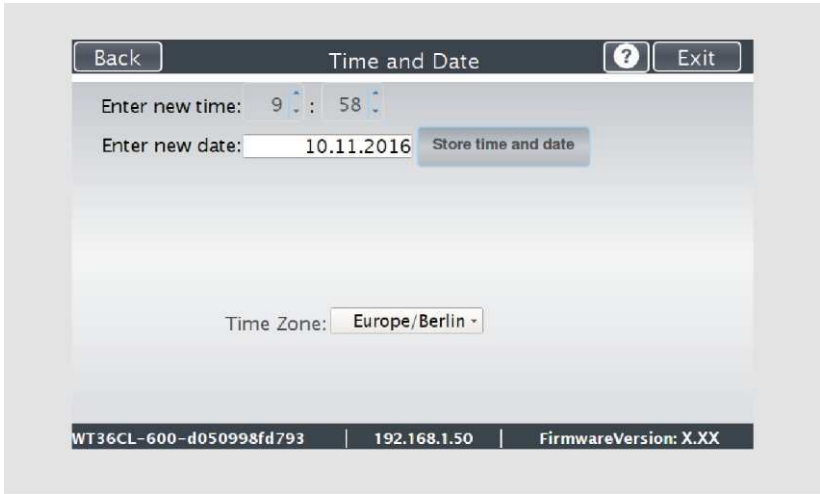 Back Time and Date ? Exit
Enter new time: 9 : 58
Enter new date: 10.11.2016 Store time and date
Time Zone: Europe/Berlin
WT36CL-600-d050998fd793 | 192.168.1.50 | FirmwareVersion: X.XX